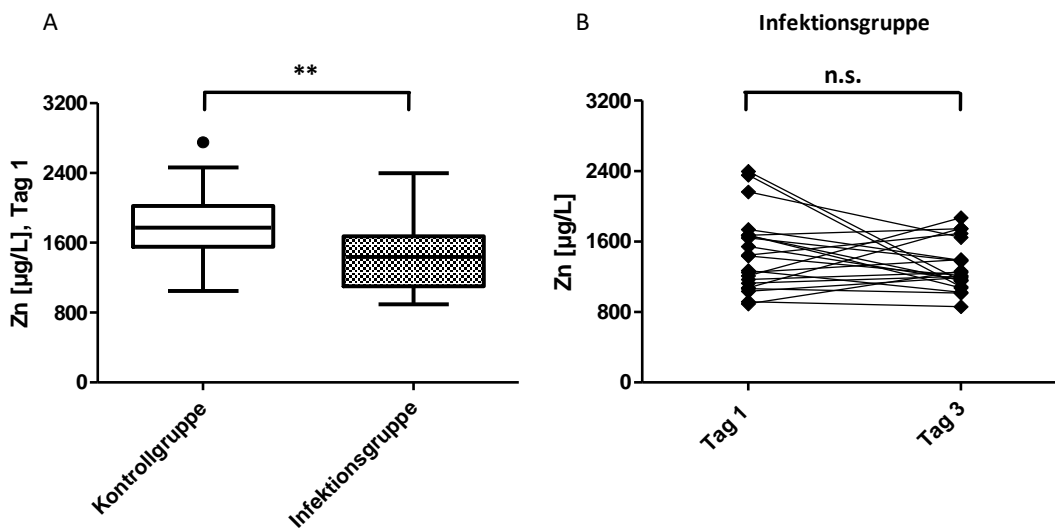 A
**
Zn [µg/L], Tag 1
3200
2400
1600
800
0
Kontrollgruppe
Infektionsgruppe
B
Infektionsgruppe
n.s.
Zn [µg/L]
3200
2400
1600
800
0
Tag 1
Tag 3